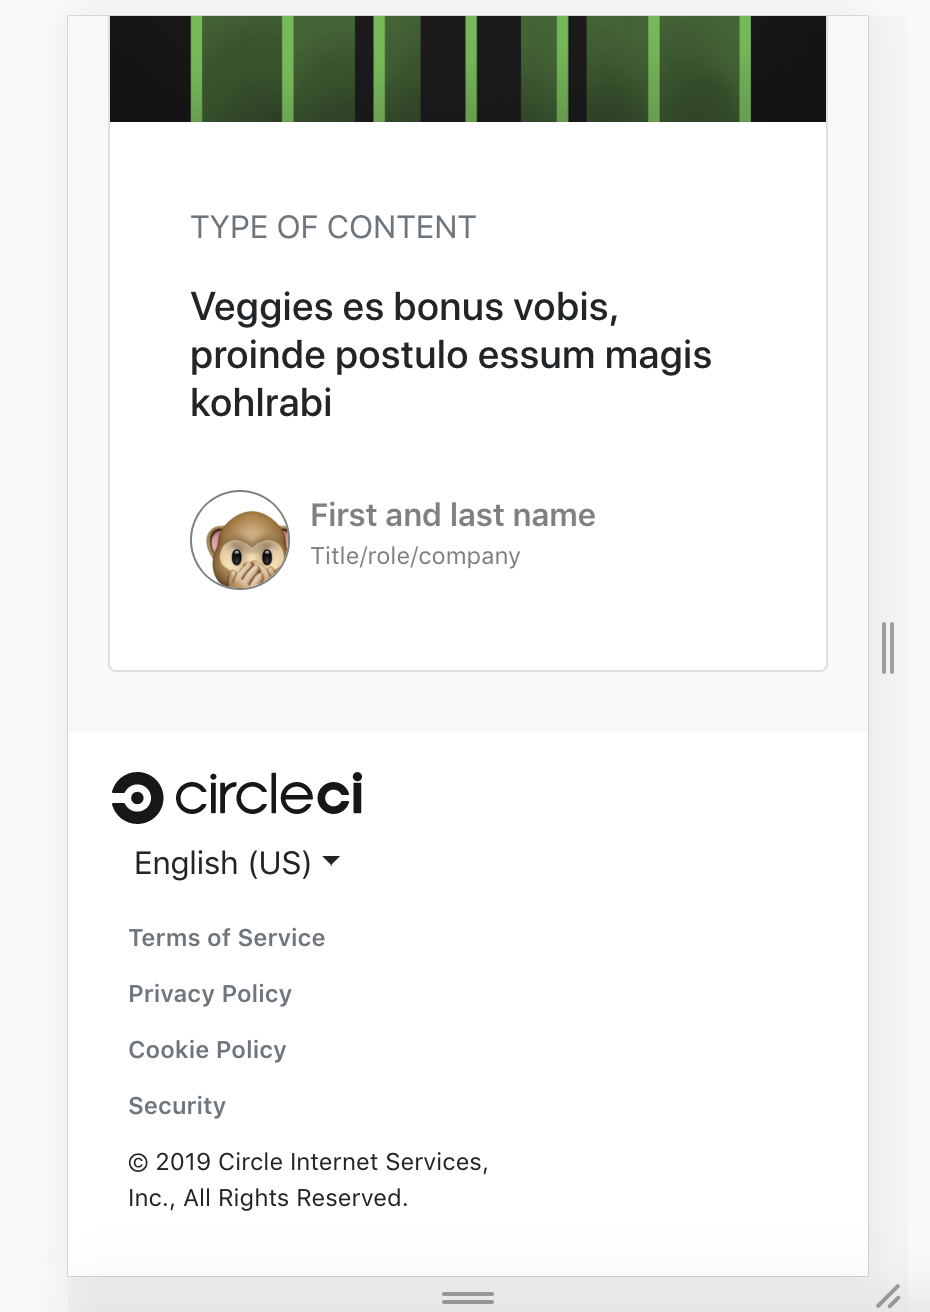 TYPE OF CONTENT
Veggies es bonus vobis,
proinde postulo essum magis
kohlrabi
First and last name
Title/role/company
circleci
English (US)
Terms of Service
Privacy Policy
Cookie Policy
Security
© 2019 Circle Internet Services,
Inc., All Rights Reserved.